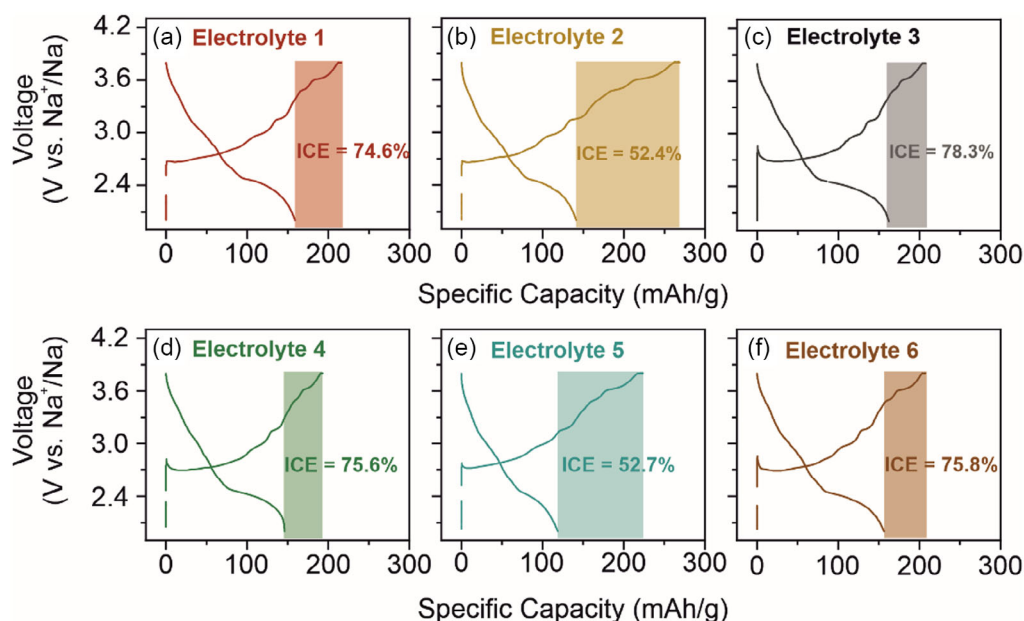 (a) Electrolyte 1
(b) Electrolyte 2
(c) Electrolyte 3
4.2
3.6
3.0
2.4
Voltage
(V vs. Na⁺/Na)
ICE = 74.6%
ICE = 52.4%
ICE = 78.3%
0 100 200 300
0 100 200 300
0 100 200 300
Specific Capacity (mAh/g)
(d) Electrolyte 4
(e) Electrolyte 5
(f) Electrolyte 6
4.2
3.6
3.0
2.4
Voltage
(V vs. Na⁺/Na)
ICE = 75.6%
ICE = 52.7%
ICE = 75.8%
0 100 200 300
0 100 200 300
0 100 200 300
Specific Capacity (mAh/g)